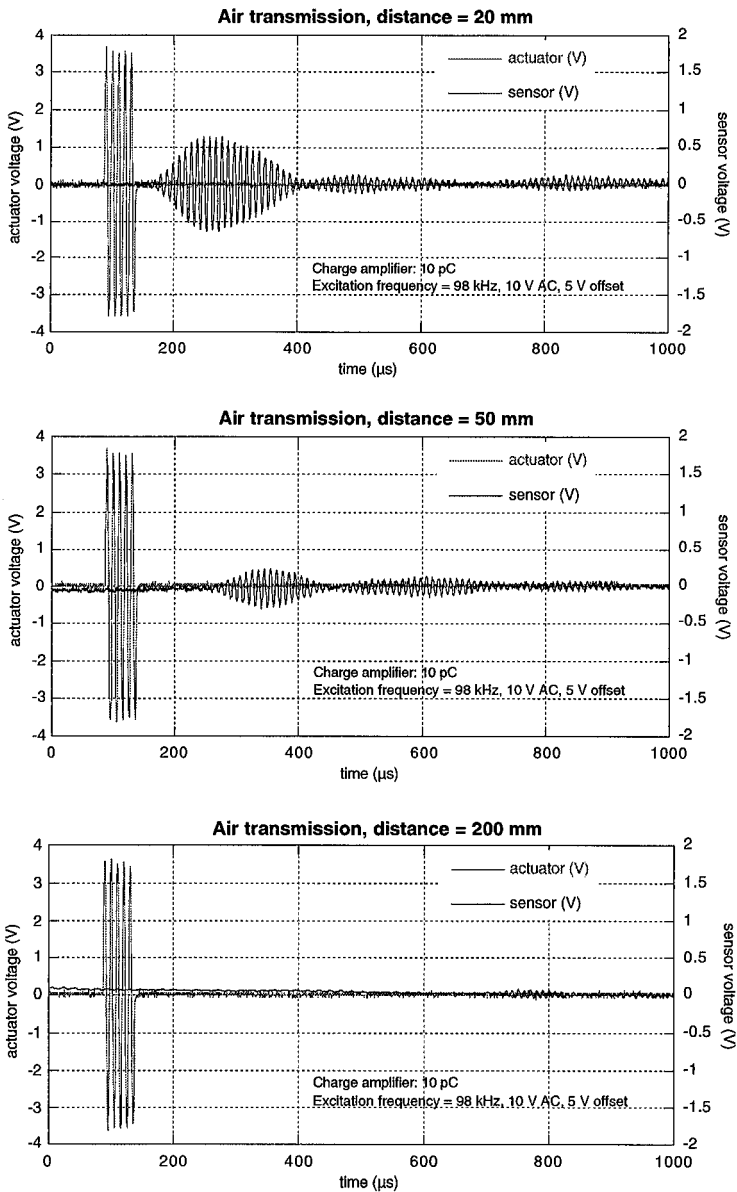 Air transmission, distance = 20 mm
4
3
2
1
0
-1
-2
-3
-4
actuator voltage (V)
2
1.5
1
0.5
0
-0.5
-1
-1.5
-2
sensor voltage (V)
actuator (V)
sensor (V)
Charge amplifier: 10 pC
Excitation frequency = 98 kHz, 10 V AC, 5 V offset
0 200 400 600 800 1000
time (µs)
Air transmission, distance = 50 mm
4
3
2
1
0
-1
-2
-3
-4
actuator voltage (V)
2
1.5
1
0.5
0
-0.5
-1
-1.5
-2
sensor voltage (V)
actuator (V)
sensor (V)
Charge amplifier: 10 pC
Excitation frequency = 98 kHz, 10 V AC, 5 V offset
0 200 400 600 800 1000
time (µs)
Air transmission, distance = 200 mm
4
3
2
1
0
-1
-2
-3
-4
actuator voltage (V)
2
1.5
1
0.5
0
-0.5
-1
-1.5
-2
sensor voltage (V)
actuator (V)
sensor (V)
Charge amplifier: 10 pC
Excitation frequency = 98 kHz, 10 V AC, 5 V offset
0 200 400 600 800 1000
time (µs)